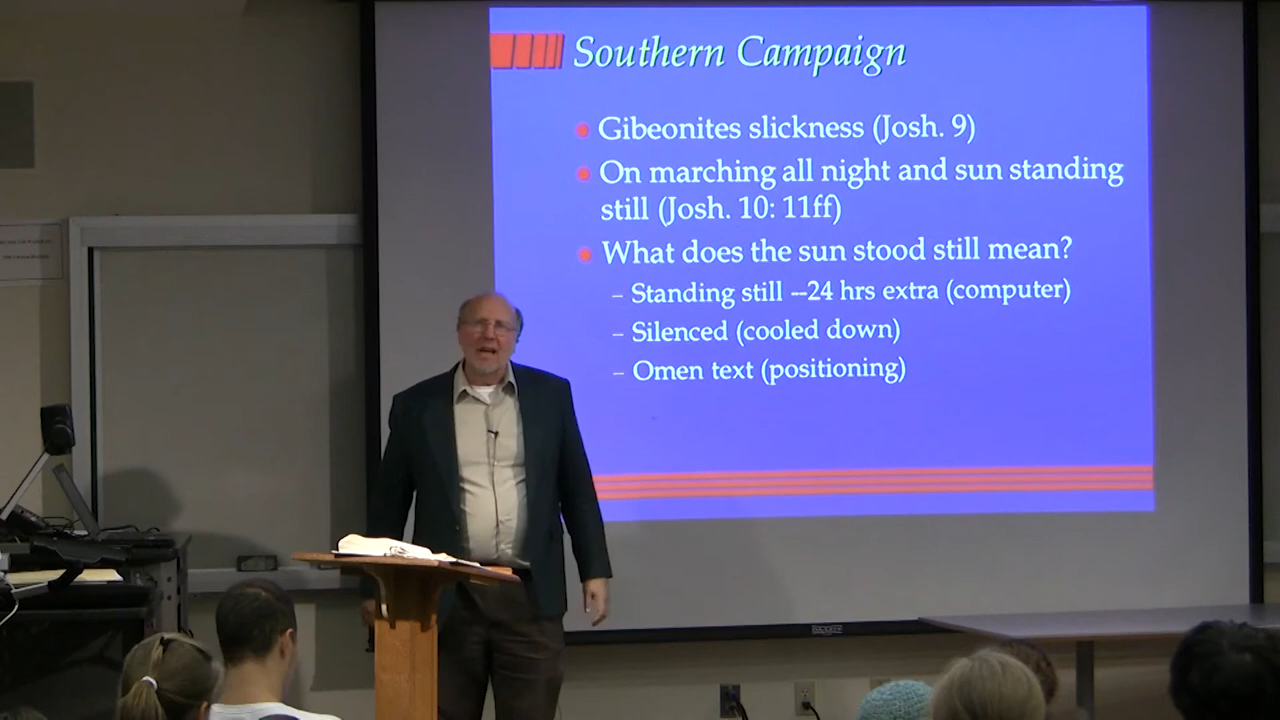 Southern Campaign
Gibeonites slickness (Josh. 9)
On marching all night and sun standing
still (Josh. 10: 11ff)
What does the sun stood still mean?
– Standing still --24 hrs extra (computer)
– Silenced (cooled down)
– Omen text (positioning)